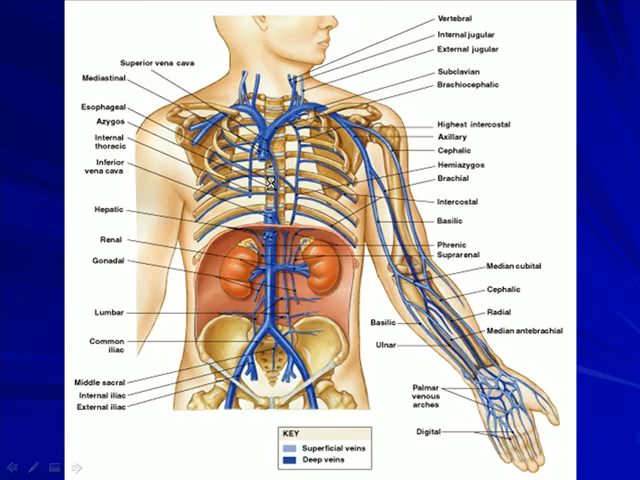 Superior vena cava
Mediastinal
Esophageal
Azygos
Internal
thoracic
Inferior
vena cava
Hepatic
Renal
Gonadal
Lumbar
Common
iliac
Middle sacral
Internal iliac
External iliac
Vertebral
Internal jugular
External jugular
Subclavian
Brachiocephalic
Highest intercostal
Axillary
Cephalic
Hemiazygos
Brachial
Intercostal
Basilic
Phrenic
Suprarenal
Median cubital
Cephalic
Radial
Basilic
Median antebrachial
Ulnar
Palmar
venous
arches
Digital
KEY
Superficial veins
Deep veins